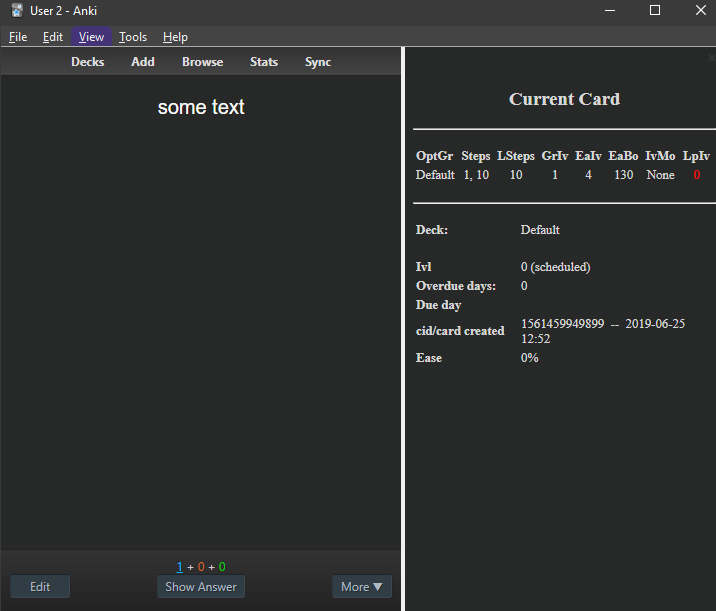 User 2 - Anki
File Edit View Tools Help
Decks Add Browse Stats Sync
some text
1 + 0 + 0
Edit Show Answer More ▼
Current Card
OptGr Steps LSteps GrIv EaIv EaBo IvMo LpIv
Default 1, 10 10 1 4 130 None 0
Deck: Default
Ivl 0 (scheduled)
Overdue days: 0
Due day
cid/card created 1561459949899 -- 2019-06-25
12:52
Ease 0%